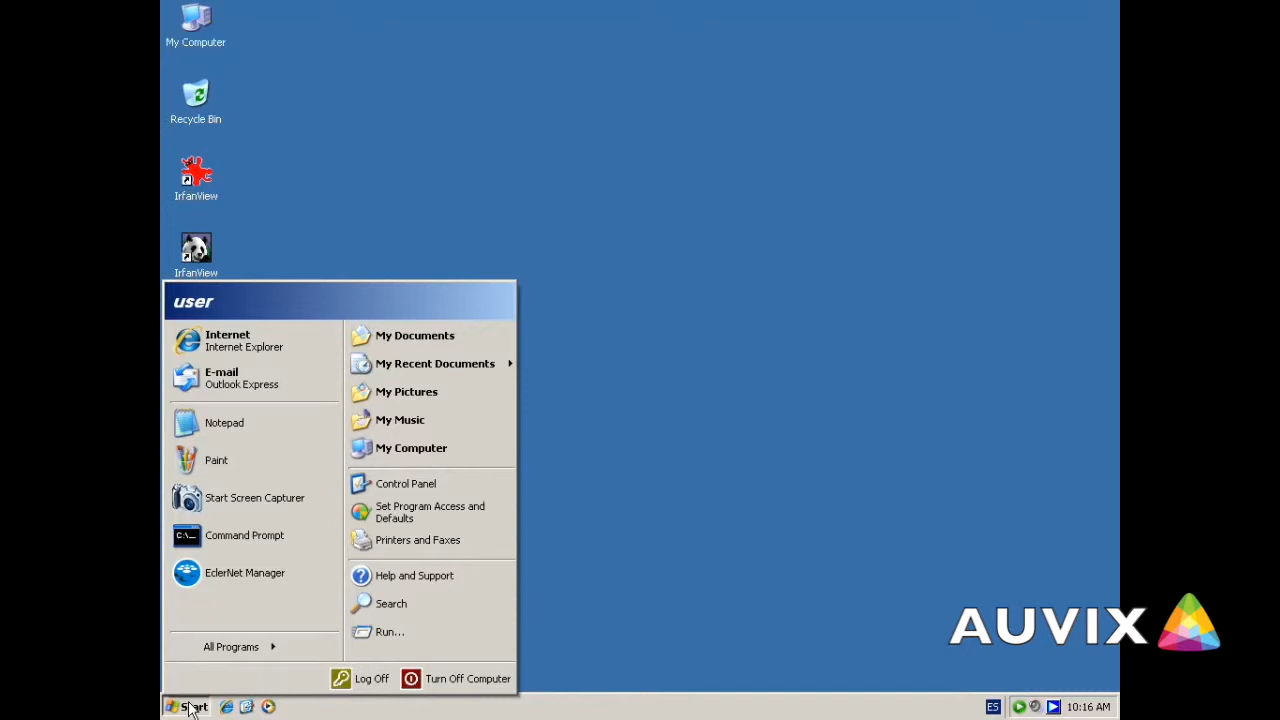 My Computer
Recycle Bin
IrfanView
IrfanView
user
Internet
Internet Explorer
E-mail
Outlook Express
Notepad
Paint
Start Screen Capturer
Command Prompt
EclerNet Manager
All Programs
My Documents
My Recent Documents
My Pictures
My Music
My Computer
Control Panel
Set Program Access and
Defaults
Printers and Faxes
Help and Support
Search
Run...
Log Off
Turn Off Computer
AUVIX
Start
ES
10:16 AM